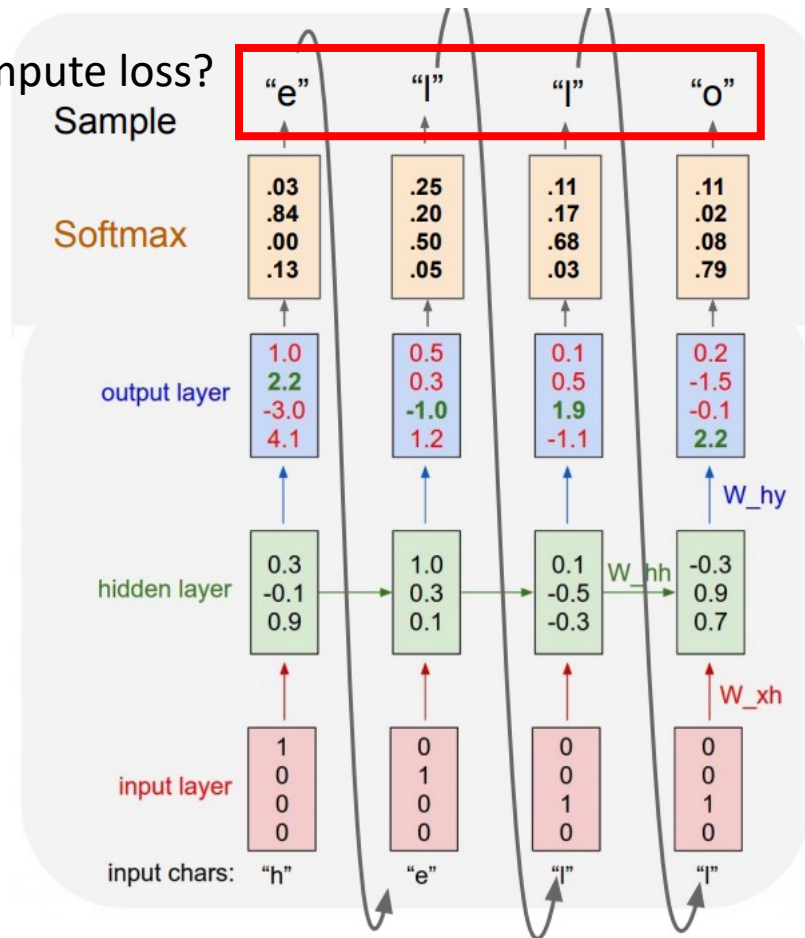 mpute loss?
Sample
“e” “l” “l” “o”
Softmax
.03 .25 .11 .11
.84 .20 .17 .02
.00 .50 .68 .08
.13 .05 .03 .79
output layer
1.0 0.5 0.1 0.2
2.2 0.3 0.5 -1.5
-3.0 -1.0 1.9 -0.1
4.1 1.2 -1.1 2.2
W_hy
hidden layer
0.3 1.0 0.1 -0.3
-0.1 0.3 -0.5 0.9
0.9 0.1 -0.3 0.7
W_hh
W_xh
input layer
1 0 0 0
0 1 0 0
0 0 1 1
0 0 0 0
input chars: “h” “e” “l” “l”